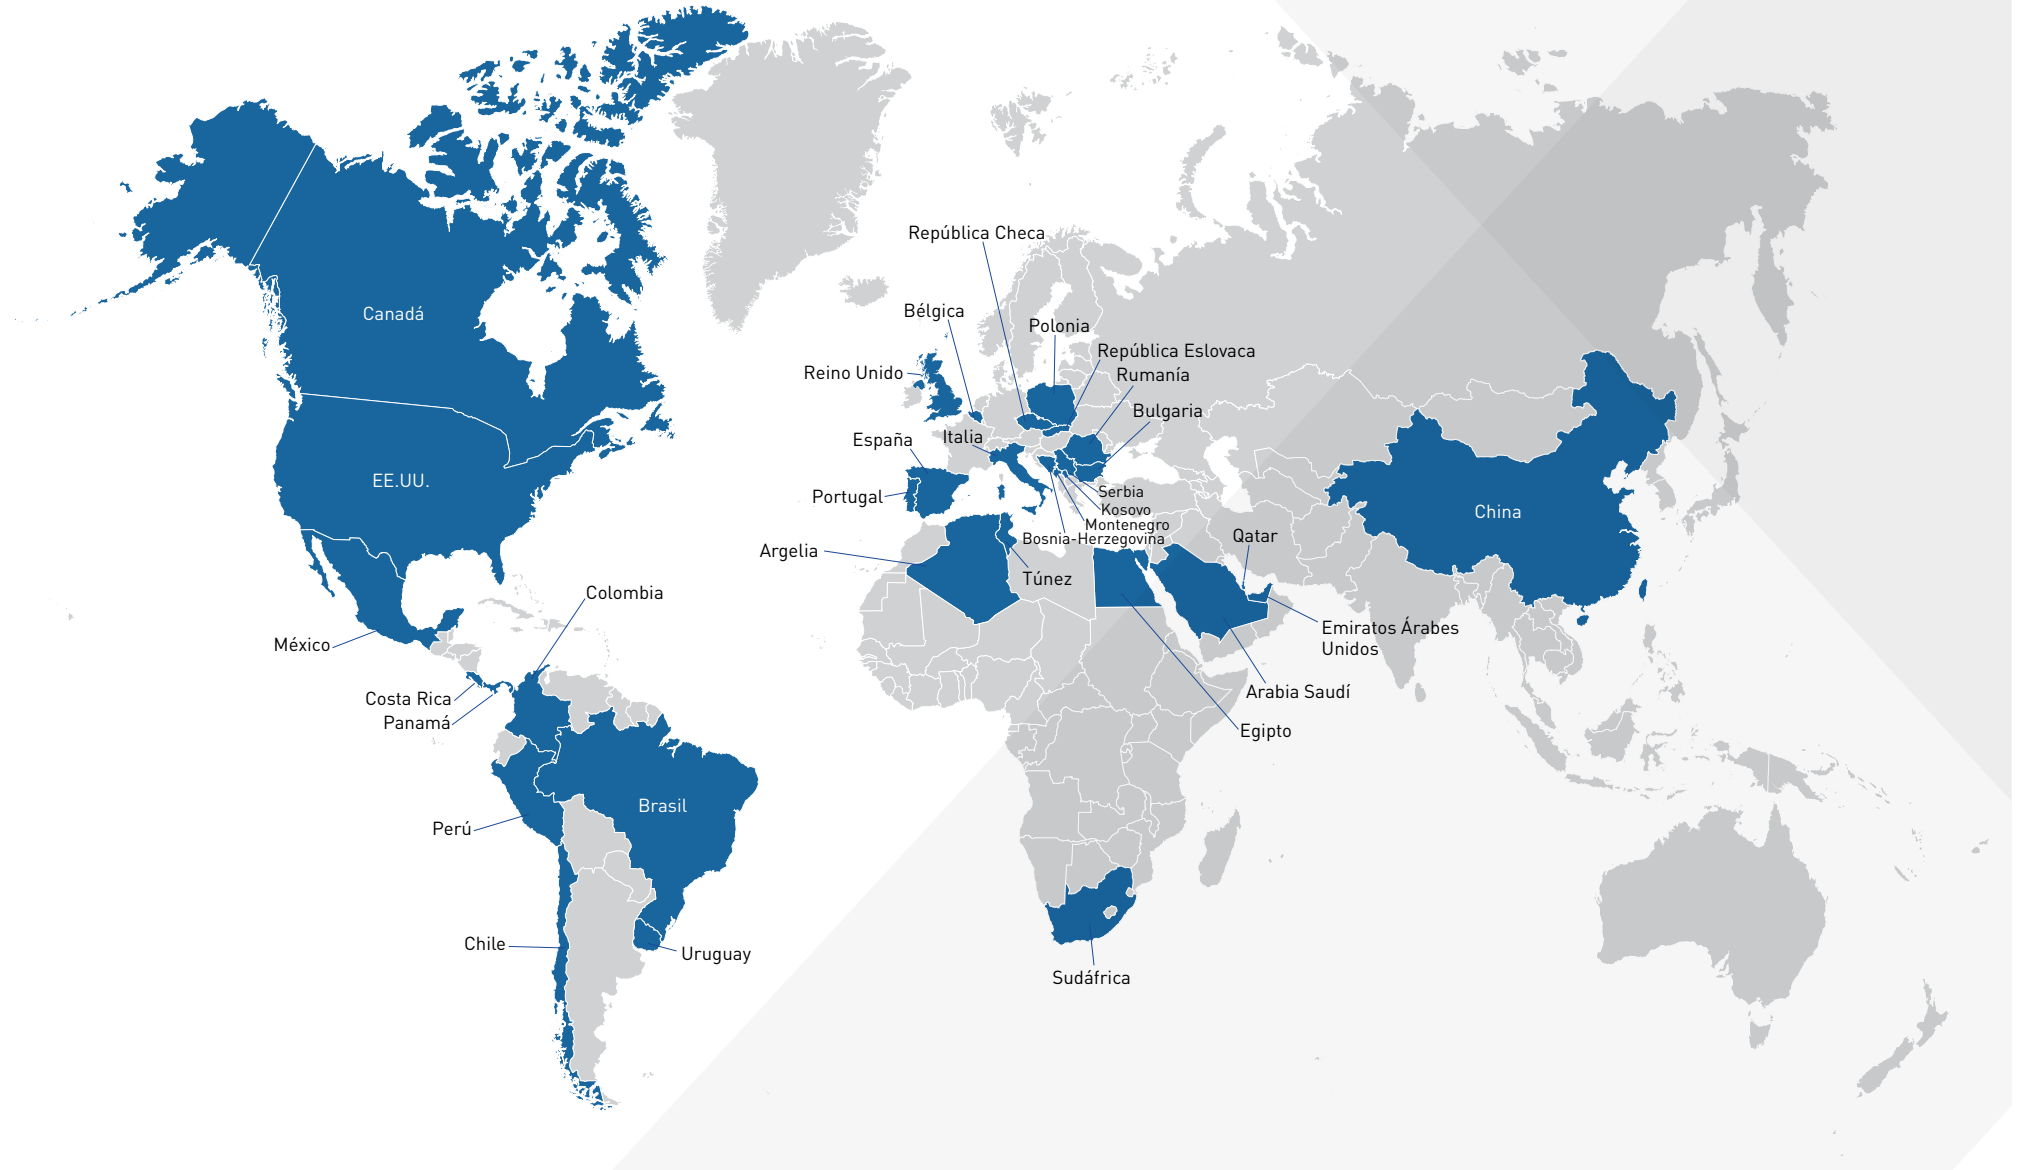 República Checa
Canadá
Bélgica
Polonia
República Eslovaca
Reino Unido
Rumanía
Bulgaria
España
Italia
EE.UU.
Portugal
Serbia
Kosovo
China
Montenegro
Bosnia-Herzegovina
Qatar
Argelia
Túnez
Colombia
Emiratos Árabes
Unidos
México
Arabia Saudí
Costa Rica
Panamá
Egipto
Brasil
Perú
Chile
Uruguay
Sudáfrica